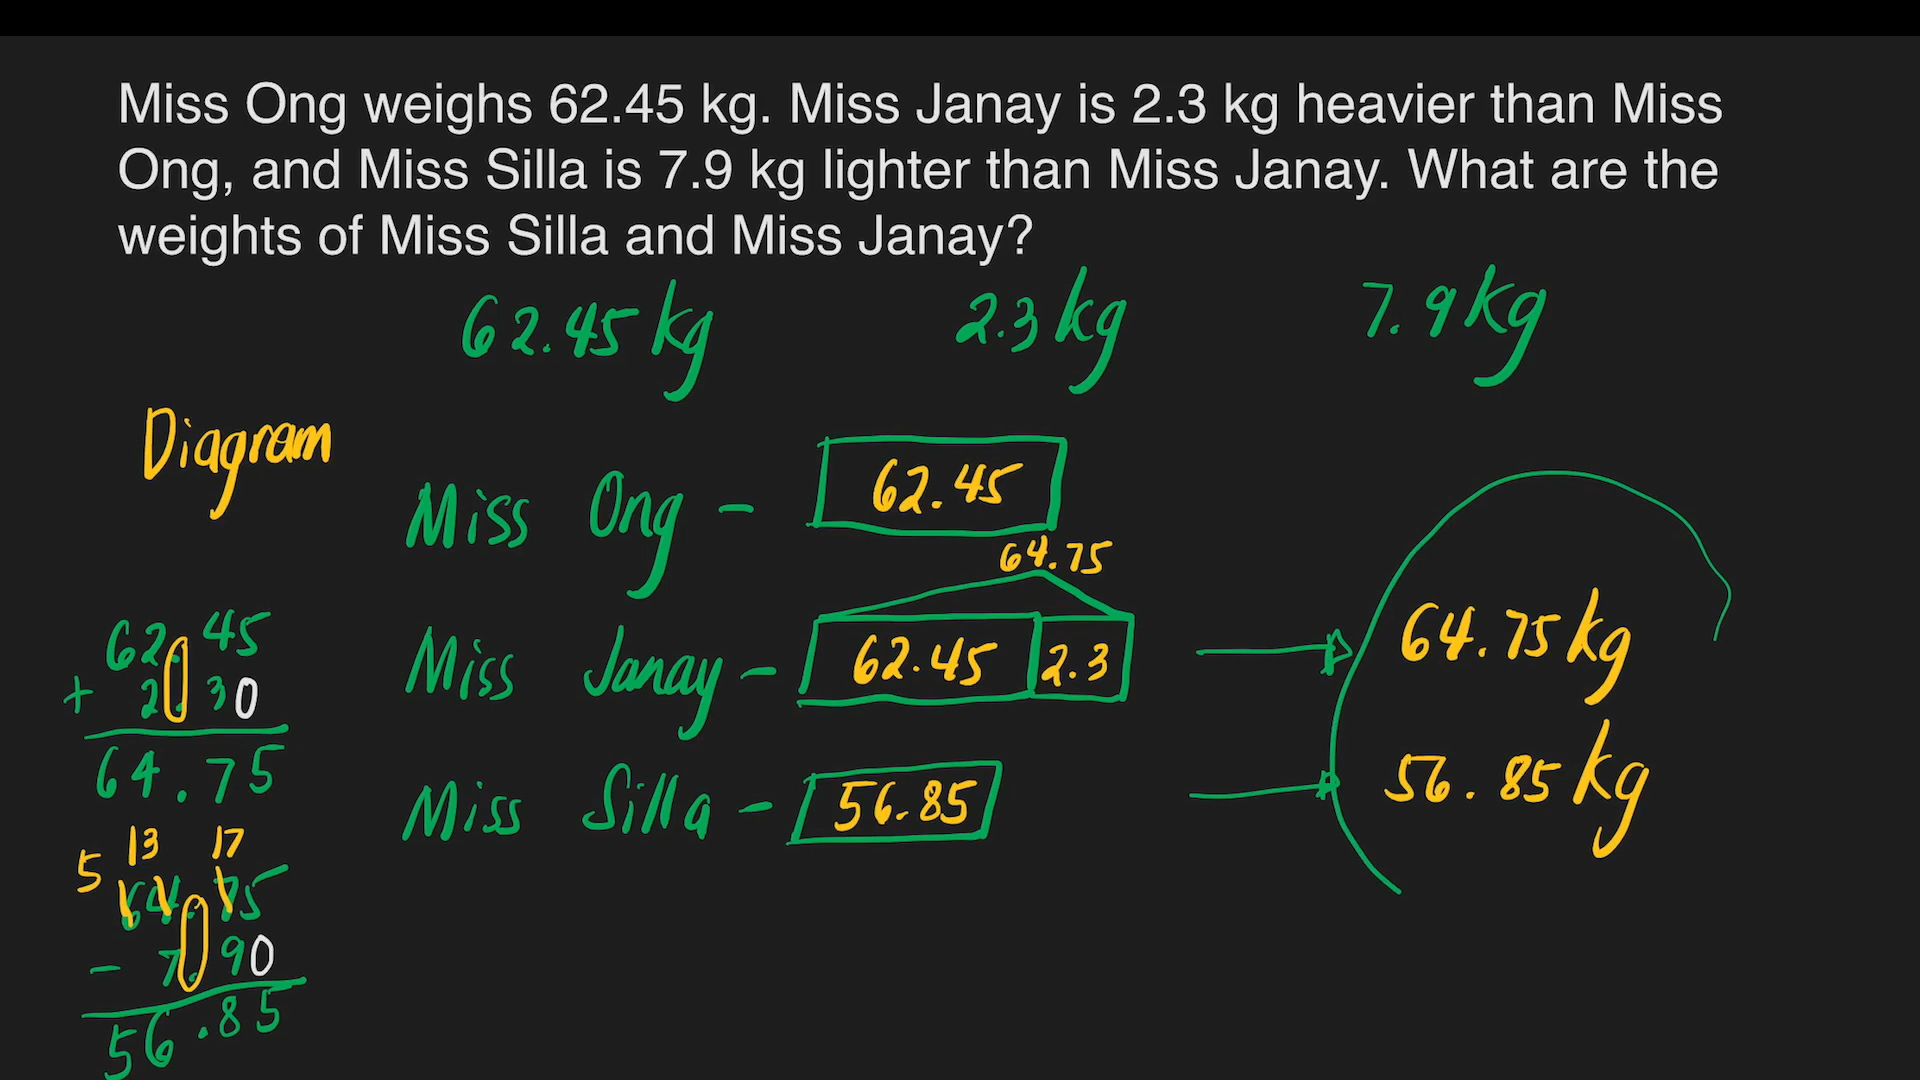 Miss Ong weighs 62.45 kg. Miss Janay is 2.3 kg heavier than Miss
Ong, and Miss Silla is 7.9 kg lighter than Miss Janay. What are the
weights of Miss Silla and Miss Janay?
62.45 kg 2.3 kg 7.9 kg
Diagram
Miss Ong - 62.45
64.75
Miss Janay - 62.45 2.3 64.75 kg
Miss Silla - 56.85 56.85 kg
62.45
+ 2.30
64.75
5 13 17
64.75
- 7.90
56.85